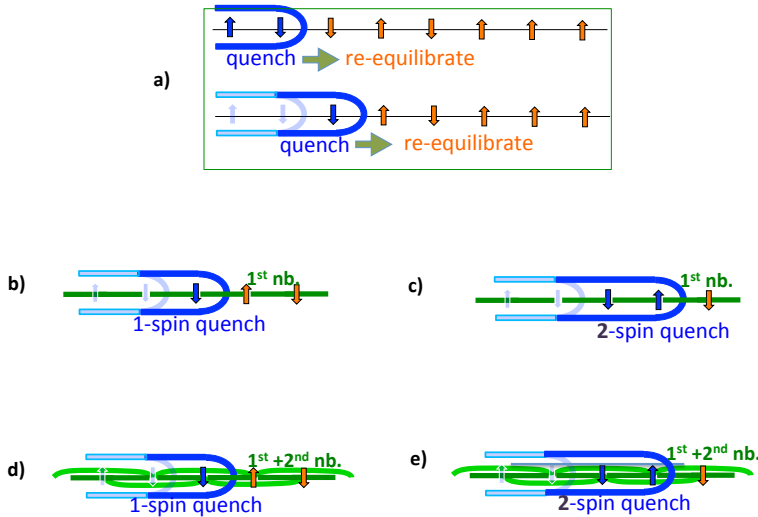 a)
quench re-equilibrate
quench re-equilibrate
b)
1st nb.
1-spin quench
c)
1st nb.
2-spin quench
d)
1st +2nd nb.
1-spin quench
e)
1st +2nd nb.
2-spin quench